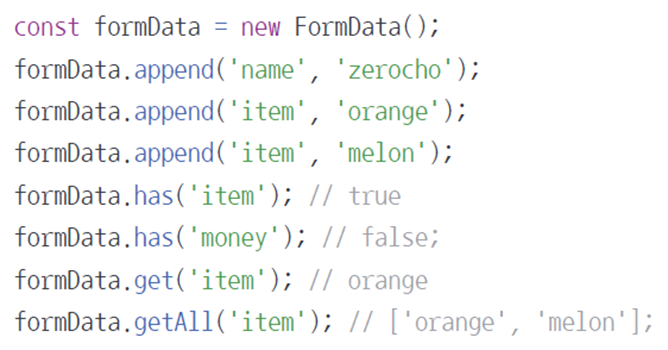 const formData = new FormData();
formData.append('name', 'zerocho');
formData.append('item', 'orange');
formData.append('item', 'melon');
formData.has('item'); // true
formData.has('money'); // false;
formData.get('item'); // orange
formData.getAll('item'); // ['orange', 'melon'];